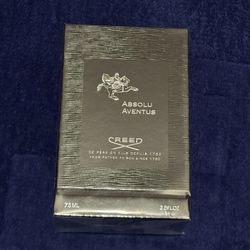 ABSOLU
AVENTUS
CREED
DE PÈRE EN FILS DEPUIS 1760
FROM FATHER TO SON SINCE 1760
75 ML
2.5 FL.OZ